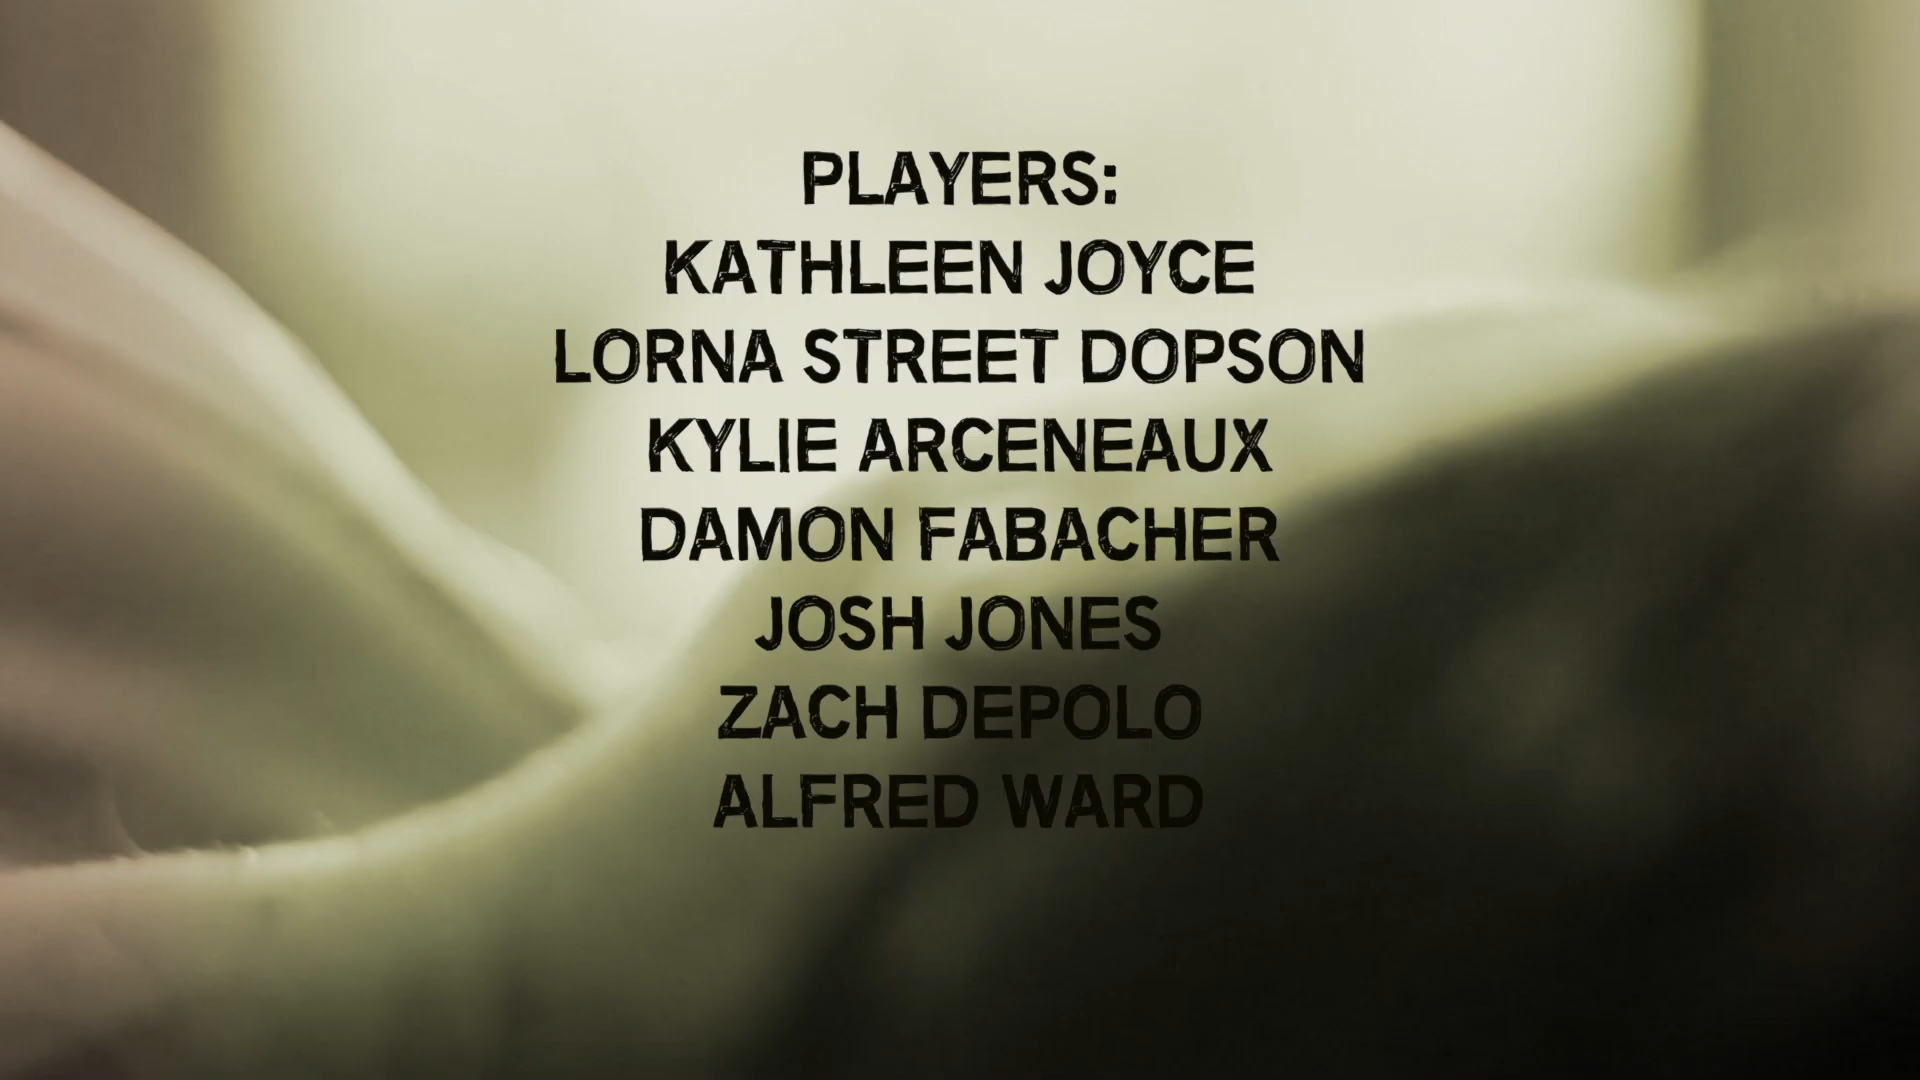 PLAYERS:
KATHLEEN JOYCE
LORNA STREET DOPSON
KYLIE ARCENEAUX
DAMON FABACHER
JOSH JONES
ZACH DEPOLO
ALFRED WARD